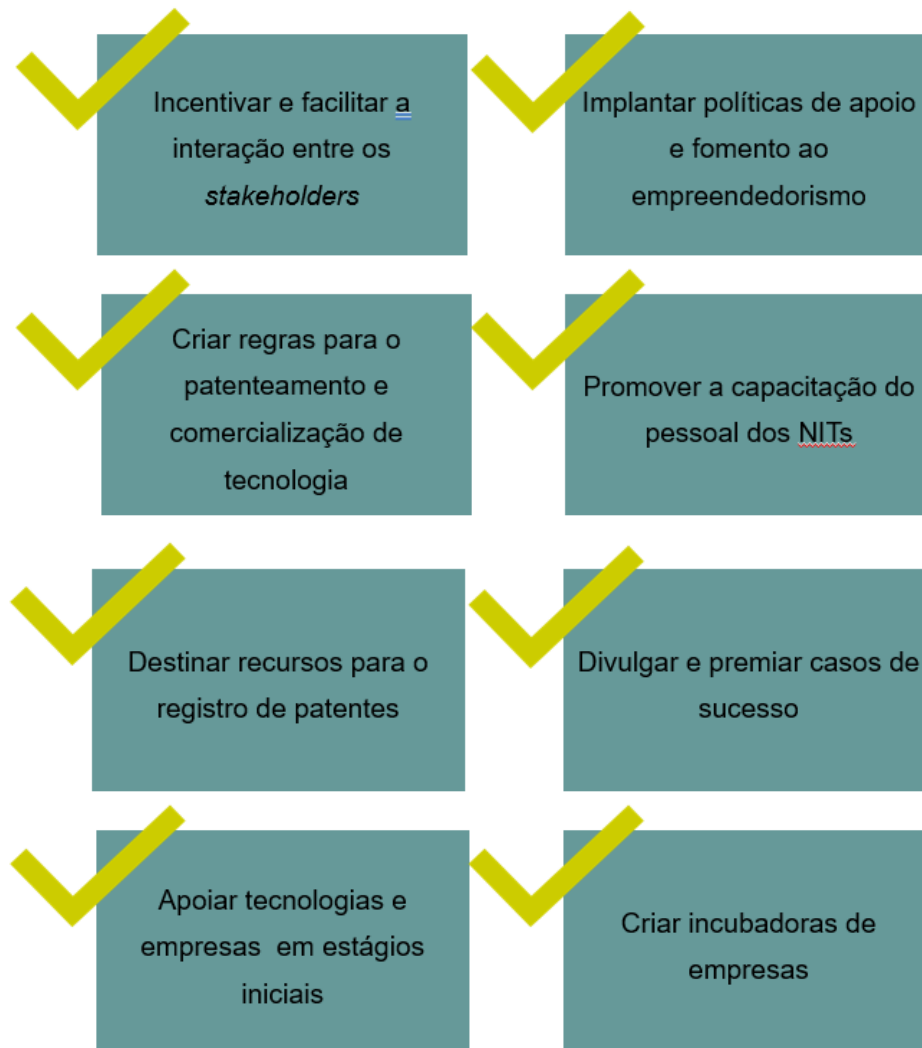 Incentivar e facilitar a
interação entre os
stakeholders
Implantar políticas de apoio
e fomento ao
empreendedorismo
Criar regras para o
patenteamento e
comercialização de
tecnologia
Promover a capacitação do
pessoal dos NITs
Destinar recursos para o
registro de patentes
Divulgar e premiar casos de
sucesso
Apoiar tecnologias e
empresas  em estágios
iniciais
Criar incubadoras de
empresas